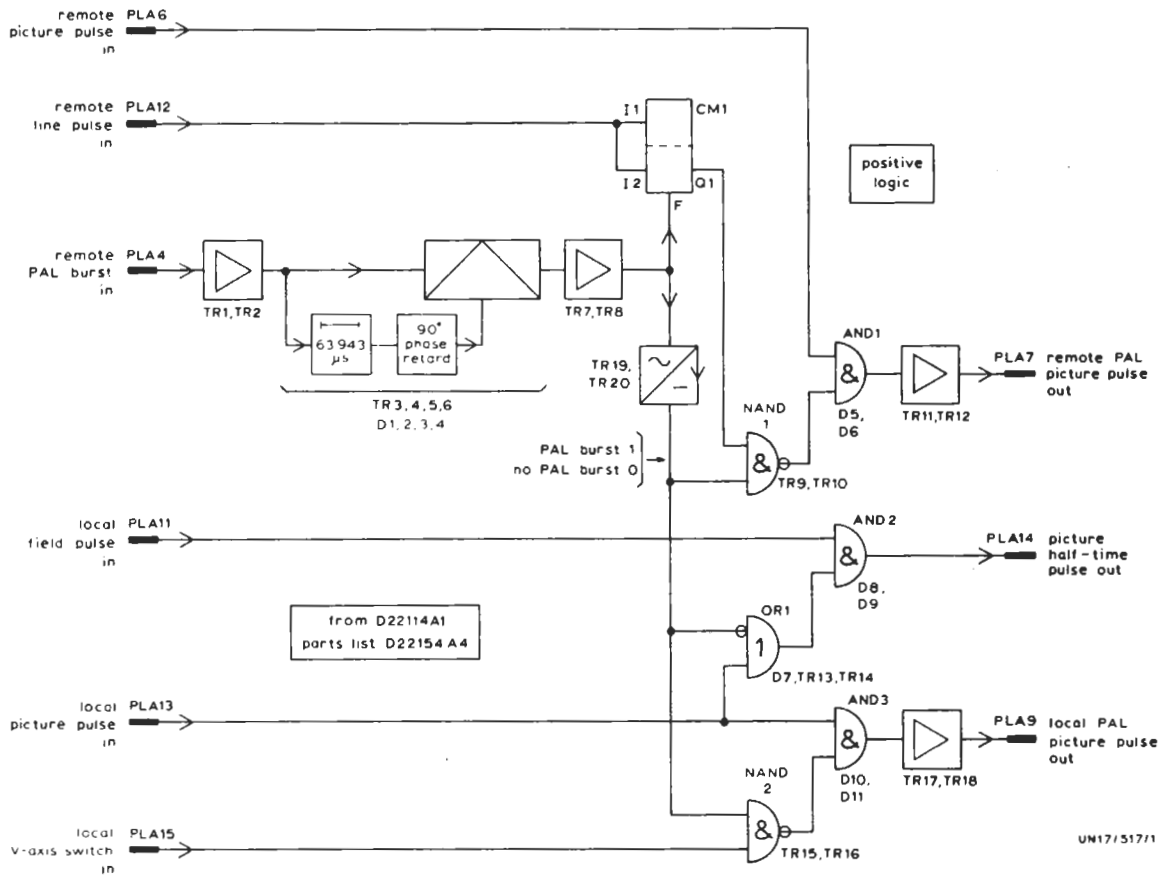 remote PLA6
picture pulse
in
remote PLA12
line pulse
in
I1
CM1
I2
Q1
F
positive
logic
remote PLA4
PAL burst
in
TR1, TR2
63·943
µs
90°
phase
retard
TR3, 4, 5, 6
D1, 2, 3, 4
TR7, TR8
TR19,
TR20
PAL burst 1
no PAL burst 0
NAND
1
&
TR9, TR10
AND1
&
D5,
D6
TR11, TR12
PLA7 remote PAL
picture pulse
out
local PLA11
field pulse
in
AND2
&
D8,
D9
PLA14 picture
half-time
pulse out
from D22114A1
parts list D22154A4
OR1
1
D7, TR13, TR14
local PLA13
picture pulse
in
AND3
&
D10,
D11
TR17, TR18
PLA9 local PAL
picture pulse
out
NAND
2
&
TR15, TR16
local PLA15
V-axis switch
in
UN17/517/1